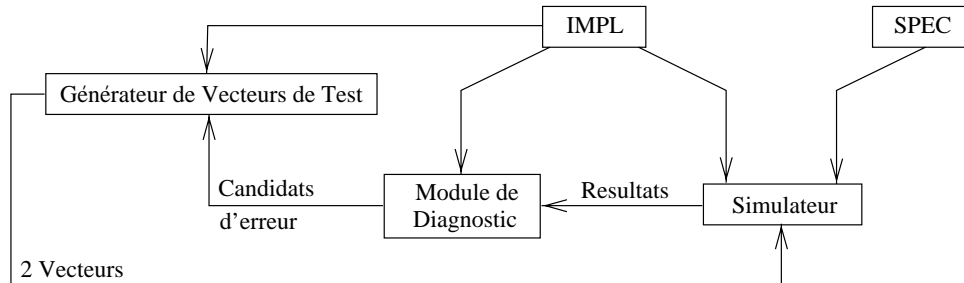 IMPL
SPEC
Générateur de Vecteurs de Test
Candidats
d'erreur
Module de
Diagnostic
Resultats
Simulateur
2 Vecteurs